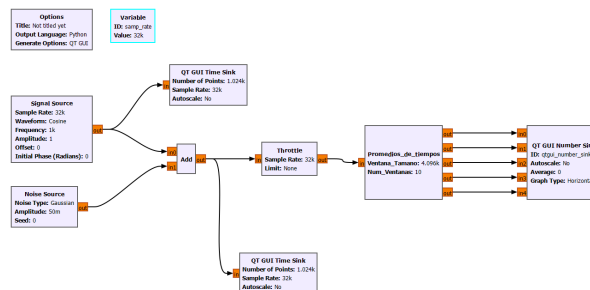 Options
Title: Not titled yet
Output Language: Python
Generate Options: QT GUI
Variable
ID: samp_rate
Value: 32k
QT GUI Time Sink
Number of Points: 1.024k
Sample Rate: 32k
Autoscale: No
in
Signal Source
Sample Rate: 32k
Waveform: Cosine
Frequency: 1k
Amplitude: 1
Offset: 0
Initial Phase (Radians): 0
out
Noise Source
Noise Type: Gaussian
Amplitude: 50m
Seed: 0
out
in0
in1
Add
out
in
Throttle
Sample Rate: 32k
Limit: None
out
in
Promedios_de_tiempos
Ventana_Tamano: 4.096k
Num_Ventanas: 10
out
out
out
out
out
in0
in1
in2
in3
in4
QT GUI Number Sin
ID: qtgui_number_sink
Autoscale: No
Average: 0
Graph Type: Horizonta
in
QT GUI Time Sink
Number of Points: 1.024k
Sample Rate: 32k
Autoscale: No